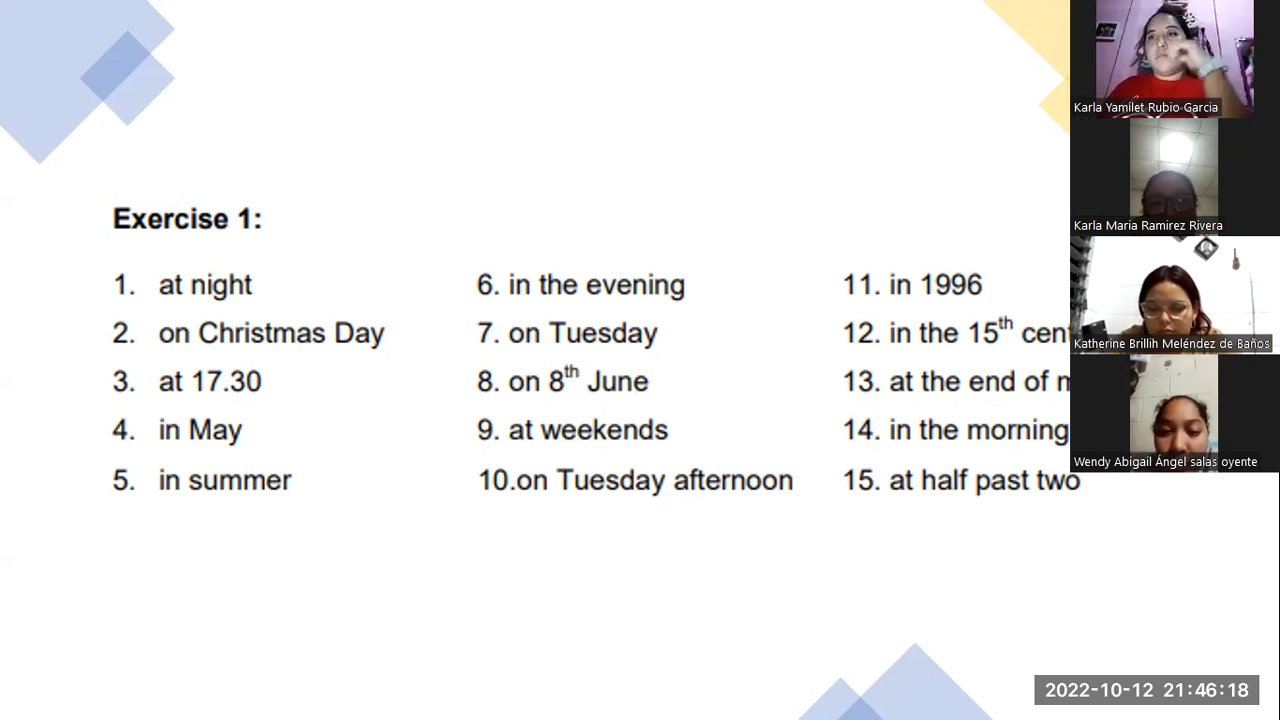 Exercise 1:
1. at night
2. on Christmas Day
3. at 17.30
4. in May
5. in summer
6. in the evening
7. on Tuesday
8. on 8th June
9. at weekends
10.on Tuesday afternoon
11. in 1996
12. in the 15th
13. at the end of
14. in the morning
15. at half past two
Karla Yamilet Rubio Garcia
Karla Maria Ramirez Rivera
Katherine Brillih Meléndez de Baños
Wendy Abigail Ángel salas oyente
2022-10-12 21:46:18